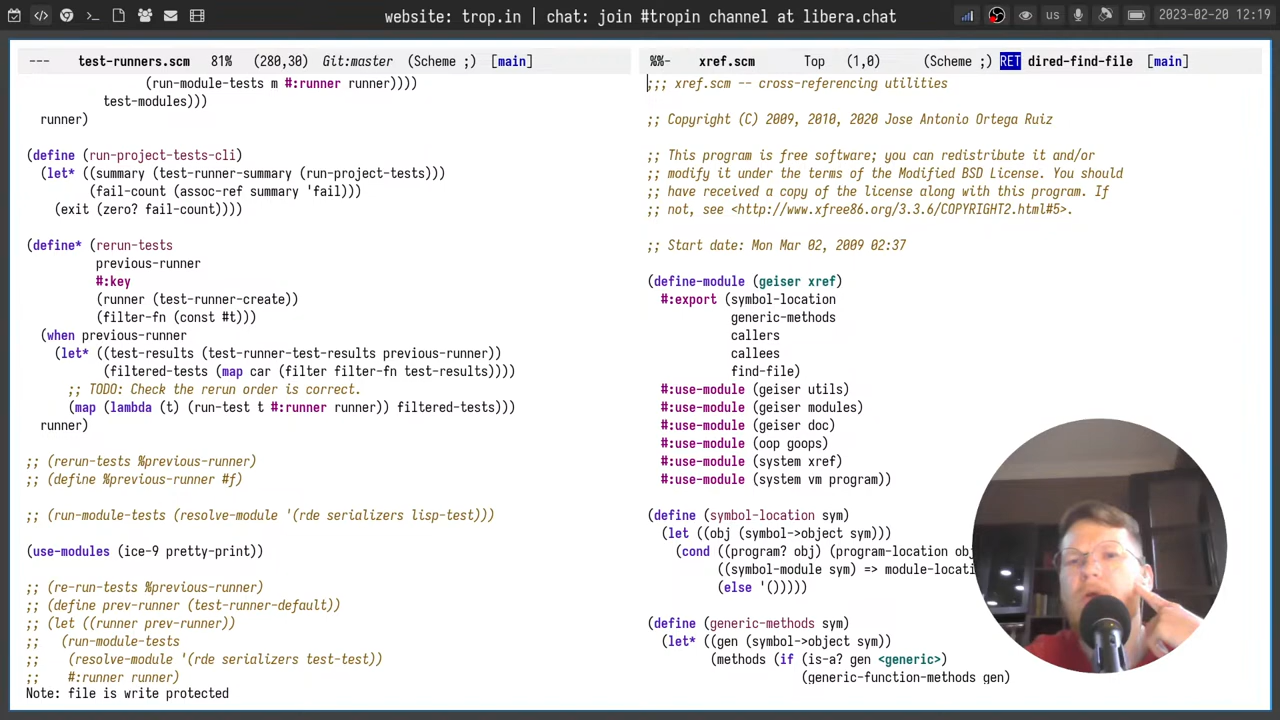 website: trop.in | chat: join #tropin channel at libera.chat
us
2023-02-20 12:19
--- test-runners.scm 81% (280,30) Git:master (Scheme ;) [main]
(run-module-tests m #:runner runner))))
test-modules)))
runner)
(define (run-project-tests-cli)
(let* ((summary (test-runner-summary (run-project-tests)))
(fail-count (assoc-ref summary 'fail)))
(exit (zero? fail-count))))
(define* (rerun-tests
previous-runner
#:key
(runner (test-runner-create))
(filter-fn (const #t)))
(when previous-runner
(let* ((test-results (test-runner-test-results previous-runner))
(filtered-tests (map car (filter filter-fn test-results))))
;; TODO: Check the rerun order is correct.
(map (lambda (t) (run-test t #:runner runner)) filtered-tests)))
runner)
;; (rerun-tests %previous-runner)
;; (define %previous-runner #f)
;; (run-module-tests (resolve-module '(rde serializers lisp-test)))
(use-modules (ice-9 pretty-print))
;; (re-run-tests %previous-runner)
;; (define prev-runner (test-runner-default))
;; (let ((runner prev-runner))
;;   (run-module-tests
;;    (resolve-module '(rde serializers test-test))
;;    #:runner runner)
Note: file is write protected
%%- xref.scm Top (1,0) (Scheme ;) RET dired-find-file [main]
;;; xref.scm -- cross-referencing utilities
;; Copyright (C) 2009, 2010, 2020 Jose Antonio Ortega Ruiz
;; This program is free software; you can redistribute it and/or
;; modify it under the terms of the Modified BSD License. You should
;; have received a copy of the license along with this program. If
;; not, see <http://www.xfree86.org/3.3.6/COPYRIGHT2.html#5>.
;; Start date: Mon Mar 02, 2009 02:37
(define-module (geiser xref)
#:export (symbol-location
generic-methods
callers
callees
find-file)
#:use-module (geiser utils)
#:use-module (geiser modules)
#:use-module (geiser doc)
#:use-module (oop goops)
#:use-module (system xref)
#:use-module (system vm program))
(define (symbol-location sym)
(let ((obj (symbol->object sym)))
(cond ((program? obj) (program-location obj
((symbol-module sym) => module-locati
(else '()))))
(define (generic-methods sym)
(let* ((gen (symbol->object sym))
(methods (if (is-a? gen <generic>)
(generic-function-methods gen)